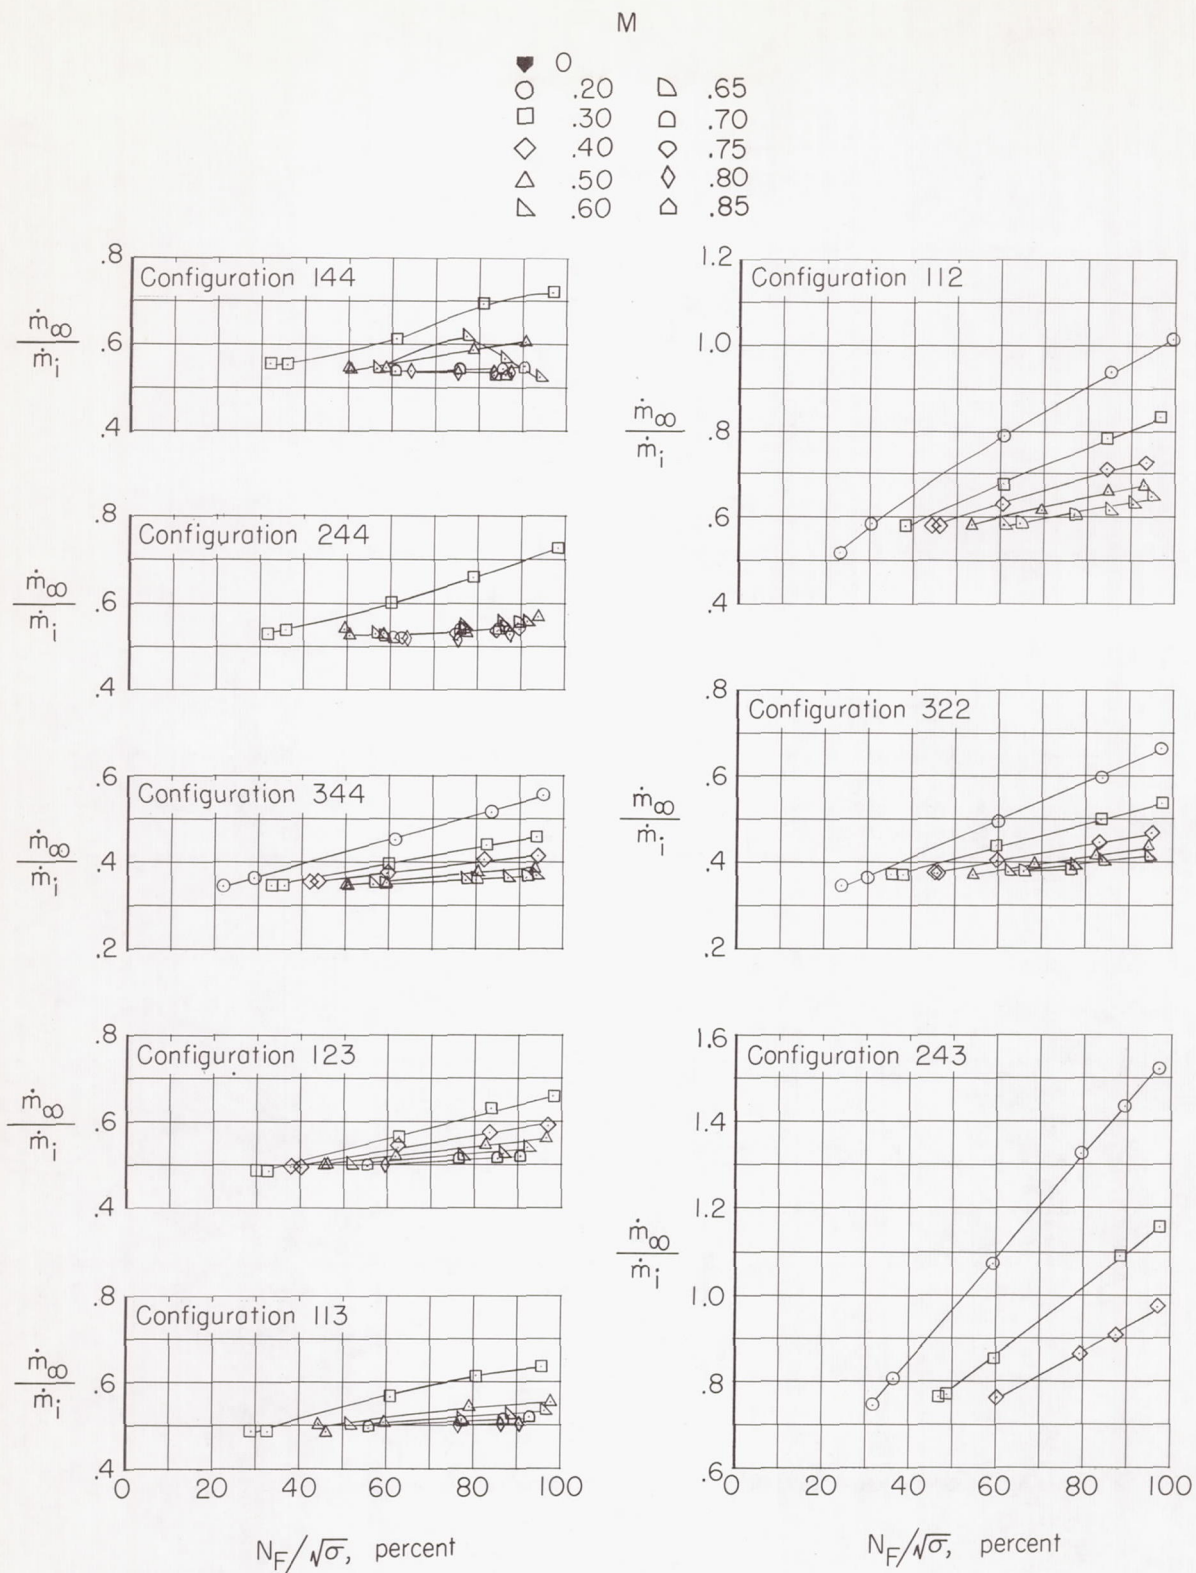 M
0
.20 .65
.30 .70
.40 .75
.50 .80
.60 .85
.8
Configuration 144
ṁ∞/ṁi
.6
.4
.8
Configuration 244
ṁ∞/ṁi
.6
.4
.6
Configuration 344
ṁ∞/ṁi
.4
.2
.8
Configuration 123
ṁ∞/ṁi
.6
.4
.8
Configuration 113
ṁ∞/ṁi
.6
.4
0 20 40 60 80 100
N_F/√σ, percent
1.2
Configuration 112
1.0
ṁ∞/ṁi
.8
.6
.4
.8
Configuration 322
.6
ṁ∞/ṁi
.4
.2
1.6
Configuration 243
1.4
1.2
ṁ∞/ṁi
1.0
.8
.6
0 20 40 60 80 100
N_F/√σ, percent